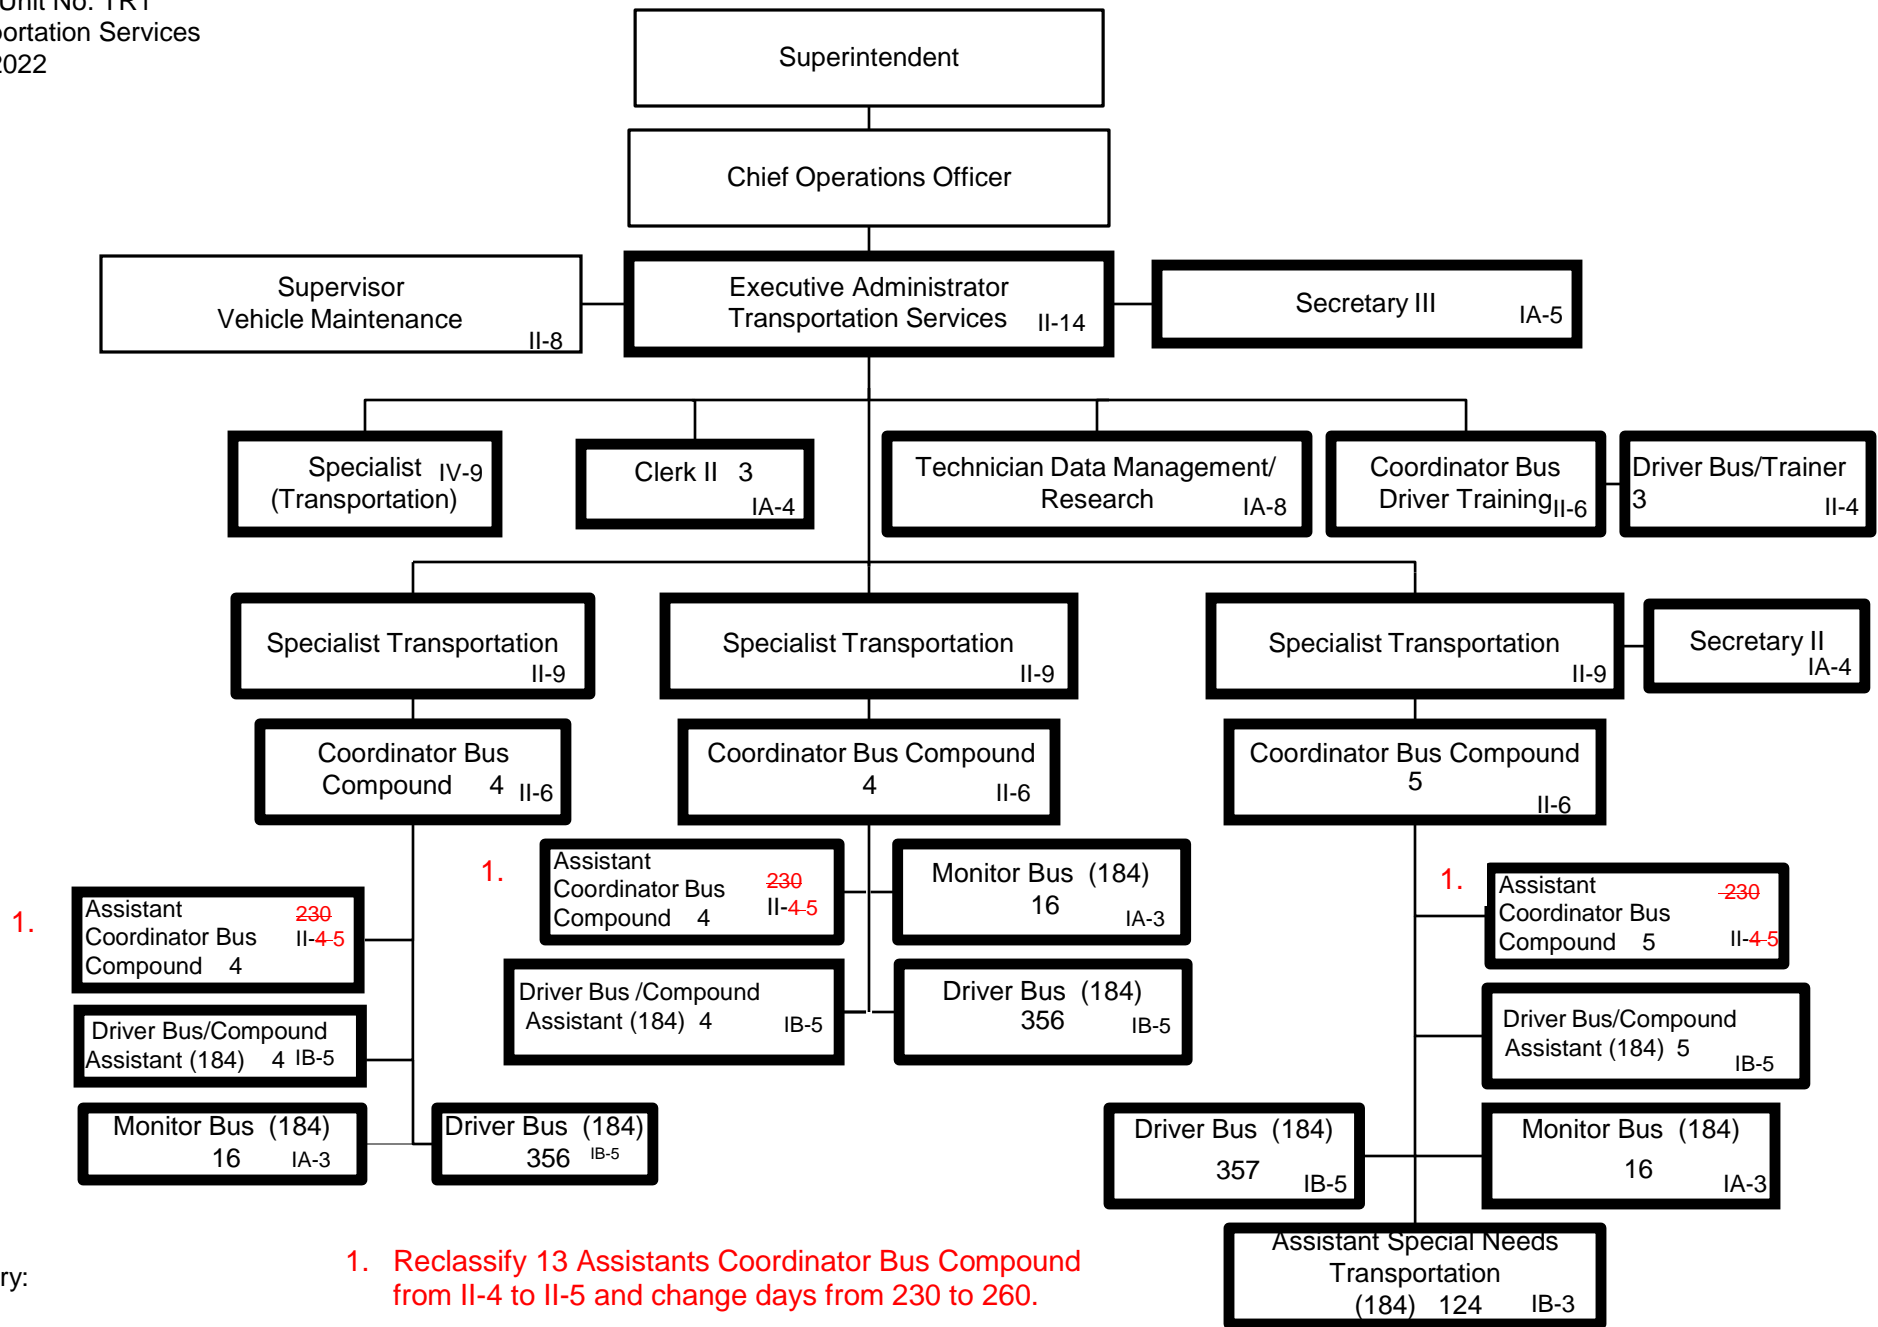 Unit No. TR1
portation Services
2022
Superintendent
Chief Operations Officer
Supervisor
Vehicle Maintenance
II-8
Executive Administrator
Transportation Services II-14
Secretary III
IA-5
Specialist IV-9
(Transportation)
Clerk II 3
IA-4
Technician Data Management/
Research IA-8
Coordinator Bus
Driver Training II-6
Driver Bus/Trainer
3 II-4
Specialist Transportation
II-9
Specialist Transportation
II-9
Specialist Transportation
II-9
Secretary II
IA-4
Coordinator Bus
Compound 4 II-6
Coordinator Bus Compound
4 II-6
Coordinator Bus Compound
5
II-6
1.
Assistant
Coordinator Bus
Compound 4
230
II-4 5
1.
Assistant
Coordinator Bus
Compound 4
230
II-4 5
Monitor Bus (184)
16
IA-3
1.
Assistant
Coordinator Bus
Compound 5
230
II-4 5
Driver Bus/Compound
Assistant (184) 4 IB-5
Driver Bus /Compound
Assistant (184) 4 IB-5
Driver Bus (184)
356 IB-5
Driver Bus/Compound
Assistant (184) 5
IB-5
Monitor Bus (184)
16 IA-3
Driver Bus (184)
356 IB-5
Driver Bus (184)
357 IB-5
Monitor Bus (184)
16
IA-3
Assistant Special Needs
Transportation
(184) 124 IB-3
ry:
1. Reclassify 13 Assistants Coordinator Bus Compound
from II-4 to II-5 and change days from 230 to 260.